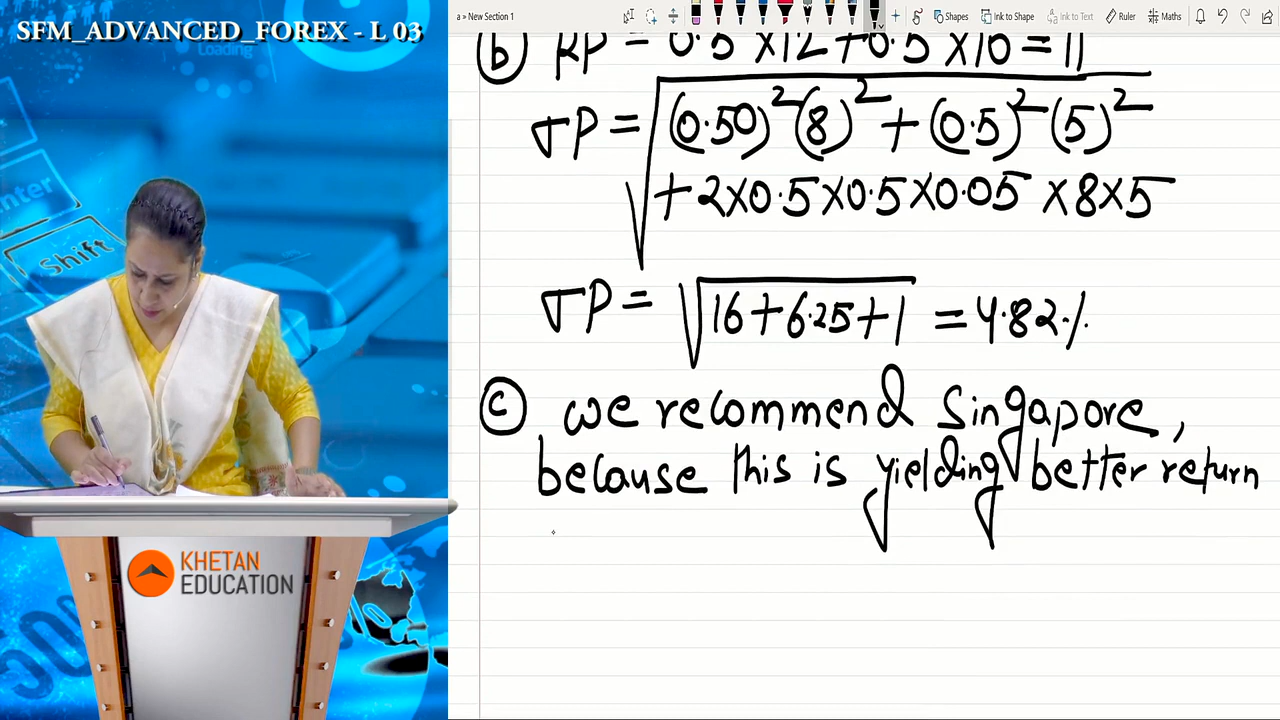 SFM_ADVANCED_FOREX - L 03
Loading
a » New Section 1
Shapes
Ink to Shape
Ink to Text
Ruler
Maths
Shift
(b) RP = 0.5 × 12 + 0.5 × 10 = 11
σP = √(0.50)²(8)² + (0.5)²(5)²
+ 2×0.5×0.5×0.05 ×8×5
σP = √16+6.25+1 = 4.82%
(c) we recommend Singapore,
because this is yielding better return
KHETAN
EDUCATION